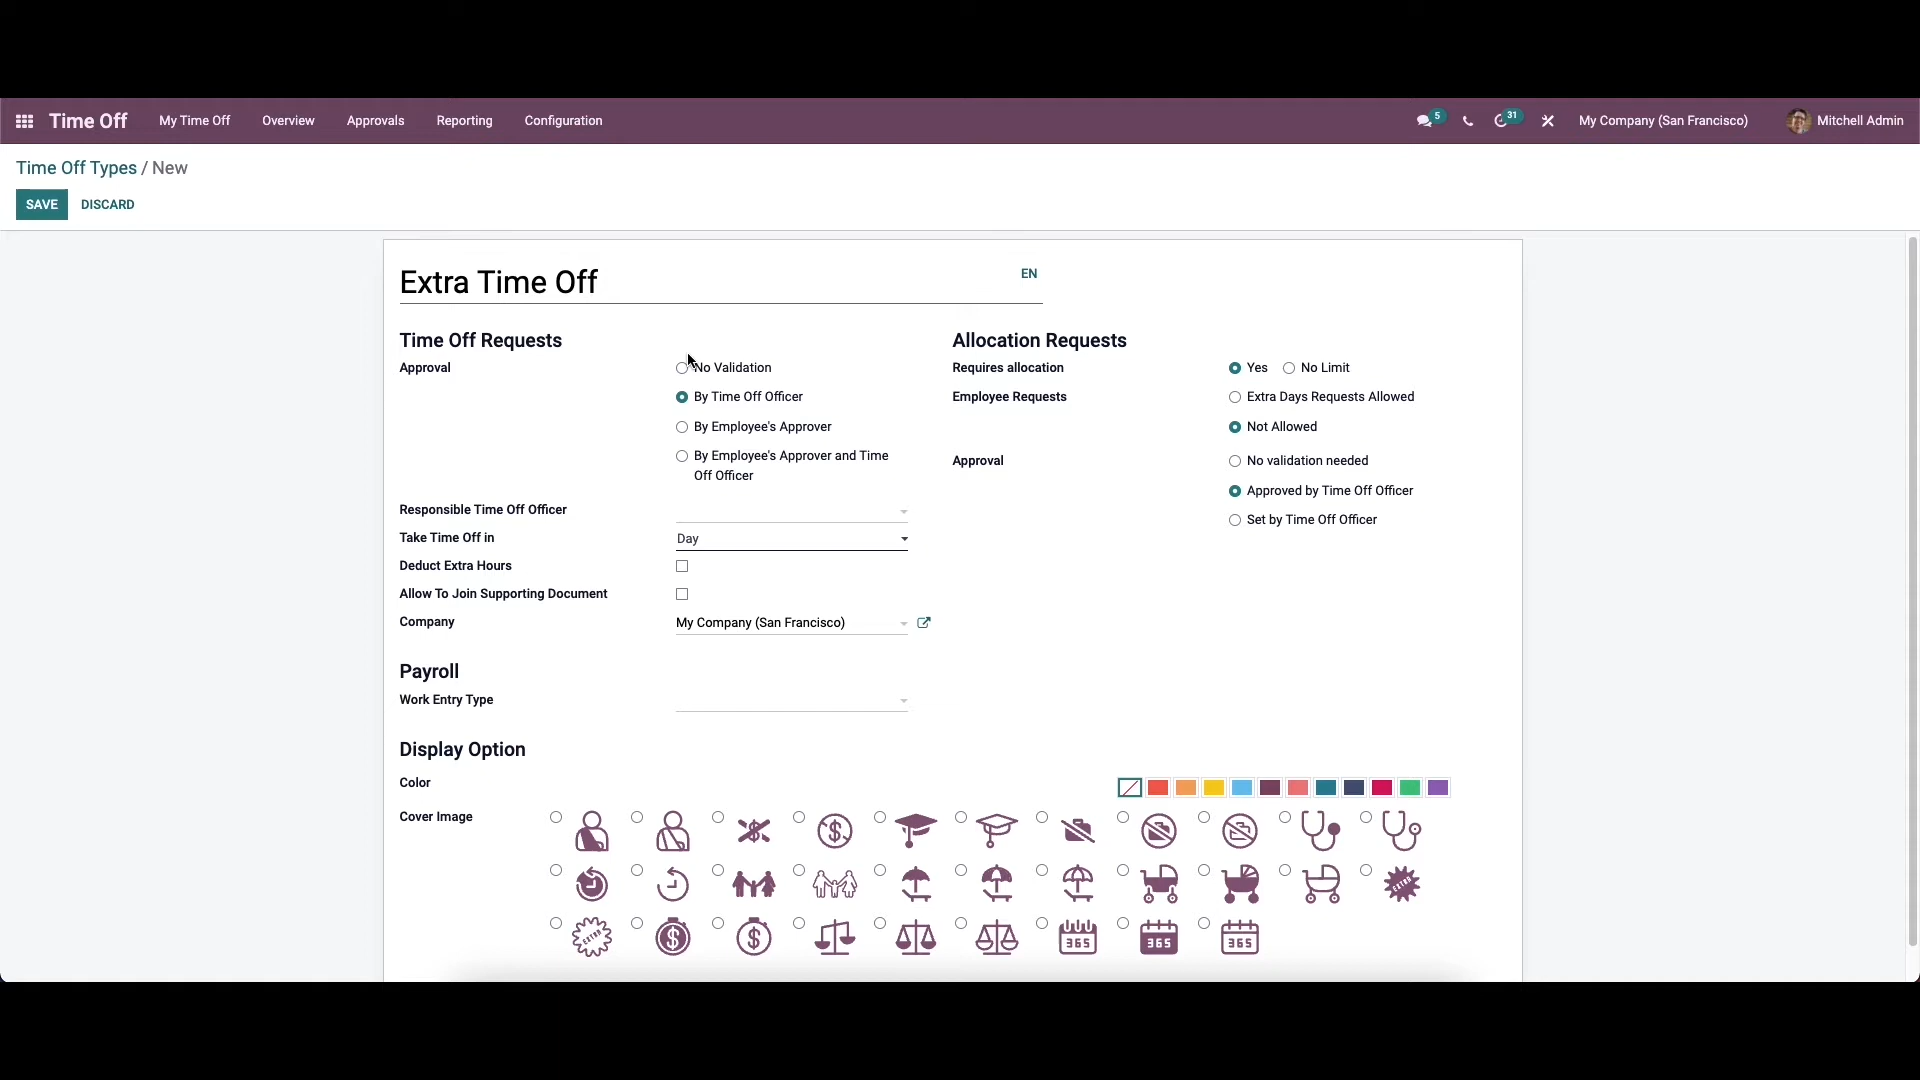 Time Off My Time Off Overview Approvals Reporting Configuration 5 31 My Company (San Francisco) Mitchell Admin
Time Off Types / New
SAVE DISCARD
Extra Time Off EN
Time Off Requests
Approval
No Validation
By Time Off Officer
By Employee's Approver
By Employee's Approver and Time
Off Officer
Responsible Time Off Officer
Take Time Off in Day
Deduct Extra Hours
Allow To Join Supporting Document
Company My Company (San Francisco)
Allocation Requests
Requires allocation Yes No Limit
Employee Requests Extra Days Requests Allowed
Not Allowed
Approval No validation needed
Approved by Time Off Officer
Set by Time Off Officer
Payroll
Work Entry Type
Display Option
Color
Cover Image
EXTRA
EXTRA
365 365 365